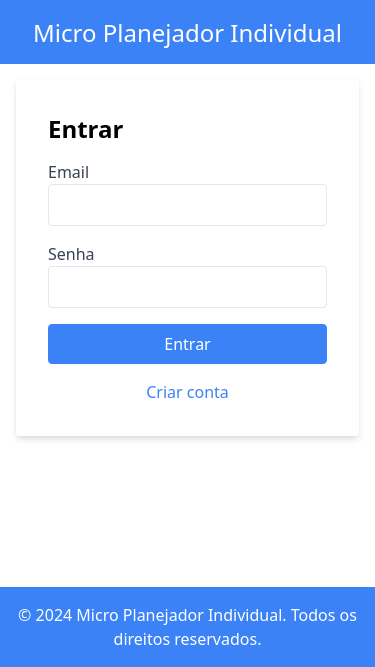 Micro Planejador Individual
Entrar
Email
Senha
Entrar
Criar conta
© 2024 Micro Planejador Individual. Todos os
direitos reservados.